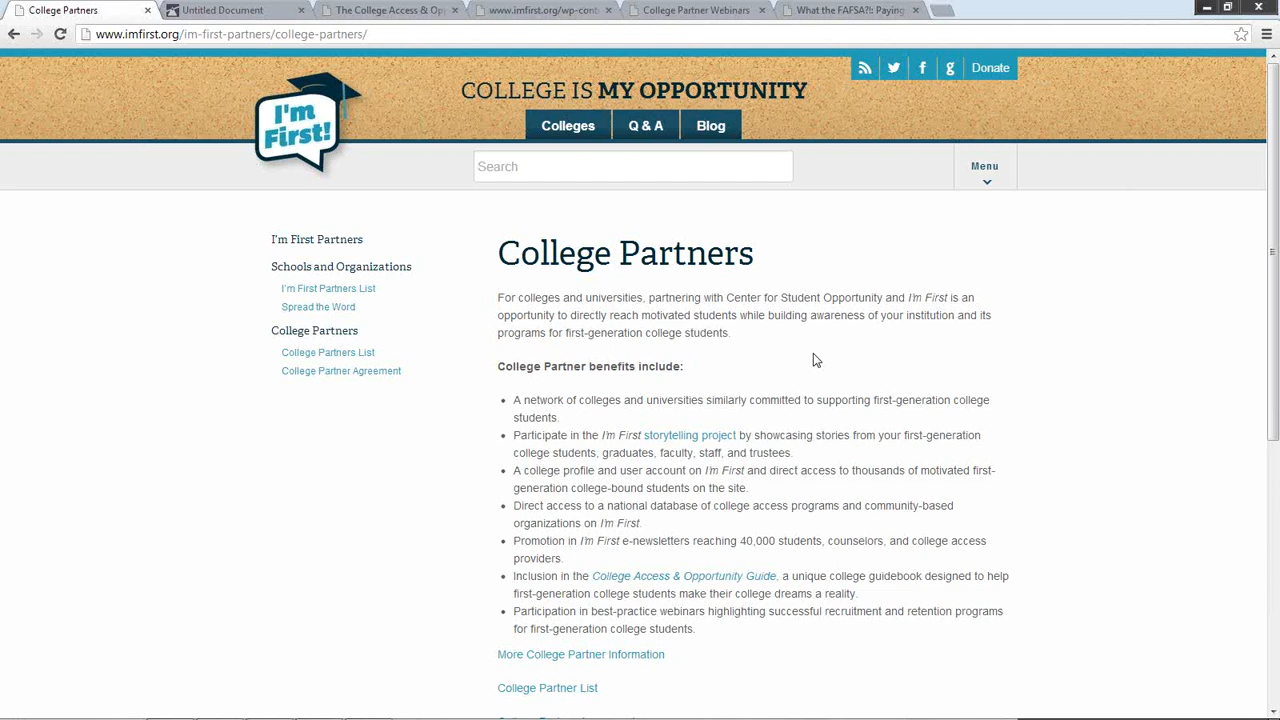 College Partners
Untitled Document
The College Access & Opp
www.imfirst.org/wp-cont
College Partner Webinars
What the FAFSA?!: Paying
www.imfirst.org/im-first-partners/college-partners/
I'm First!
COLLEGE IS MY OPPORTUNITY
Donate
Colleges
Q & A
Blog
Search
Menu
I'm First Partners
Schools and Organizations
I'm First Partners List
Spread the Word
College Partners
College Partners List
College Partner Agreement
College Partners
For colleges and universities, partnering with Center for Student Opportunity and I'm First is an
opportunity to directly reach motivated students while building awareness of your institution and its
programs for first-generation college students.
College Partner benefits include:
A network of colleges and universities similarly committed to supporting first-generation college
students.
Participate in the I'm First storytelling project by showcasing stories from your first-generation
college students, graduates, faculty, staff, and trustees.
A college profile and user account on I'm First and direct access to thousands of motivated first-
generation college-bound students on the site.
Direct access to a national database of college access programs and community-based
organizations on I'm First.
Promotion in I'm First e-newsletters reaching 40,000 students, counselors, and college access
providers.
Inclusion in the College Access & Opportunity Guide, a unique college guidebook designed to help
first-generation college students make their college dreams a reality.
Participation in best-practice webinars highlighting successful recruitment and retention programs
for first-generation college students.
More College Partner Information
College Partner List